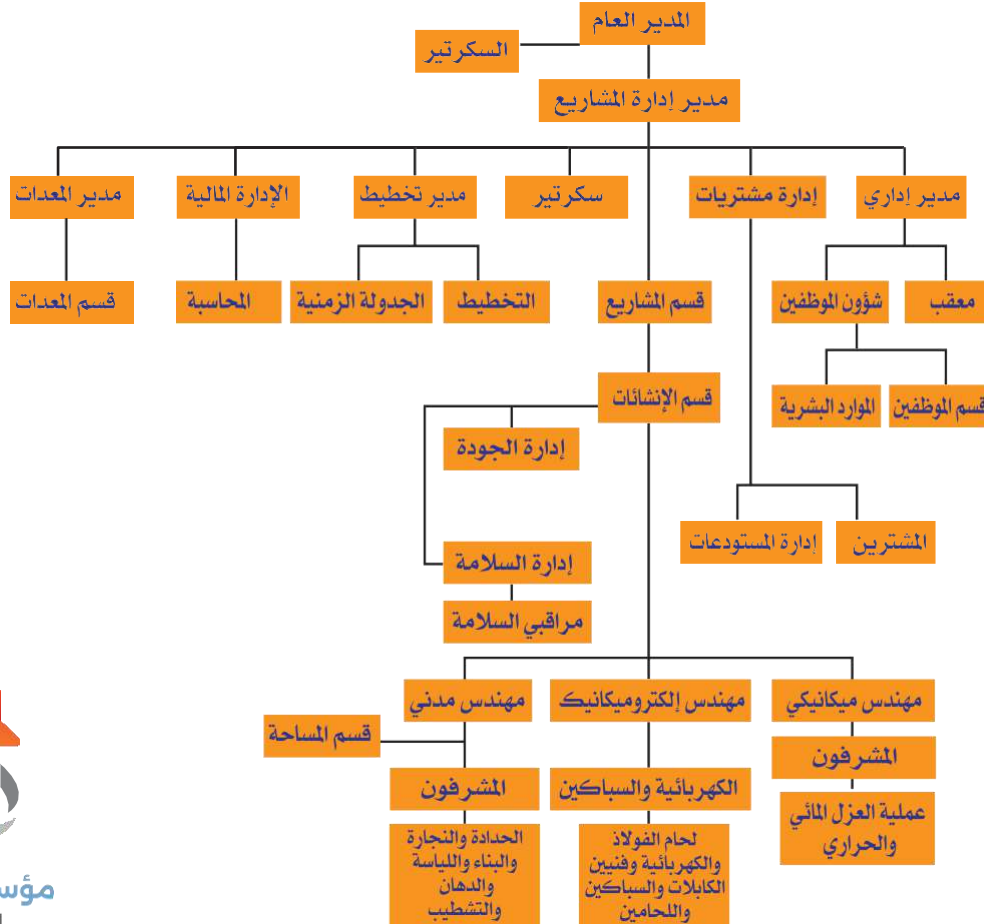 المدير العام
السكرتير
مدير إدارة المشاريع
مدير إداري
إدارة مشتريات
سكرتير
مدير تخطيط
الإدارة المالية
مدير المعدات
معقب
شؤون الموظفين
قسم المشاريع
التخطيط
الجدولة الزمنية
المحاسبة
قسم المعدات
قسم الموظفين
الموارد البشرية
قسم الإنشائات
إدارة الجودة
المشترين
إدارة المستودعات
إدارة السلامة
مراقبي السلامة
مهندس ميكانيكي
مهندس إلكتروميكانيك
مهندس مدني
قسم المساحة
المشرفون
الكهربائية والسباكين
المشرفون
عملية العزل المائي
والحراري
لحام الفولاذ
والكهربائية وفنيين
الكابلات والسباكين
واللحامين
الحدادة والنجارة
والبناء واللياسة
والدهان
والتشطيب